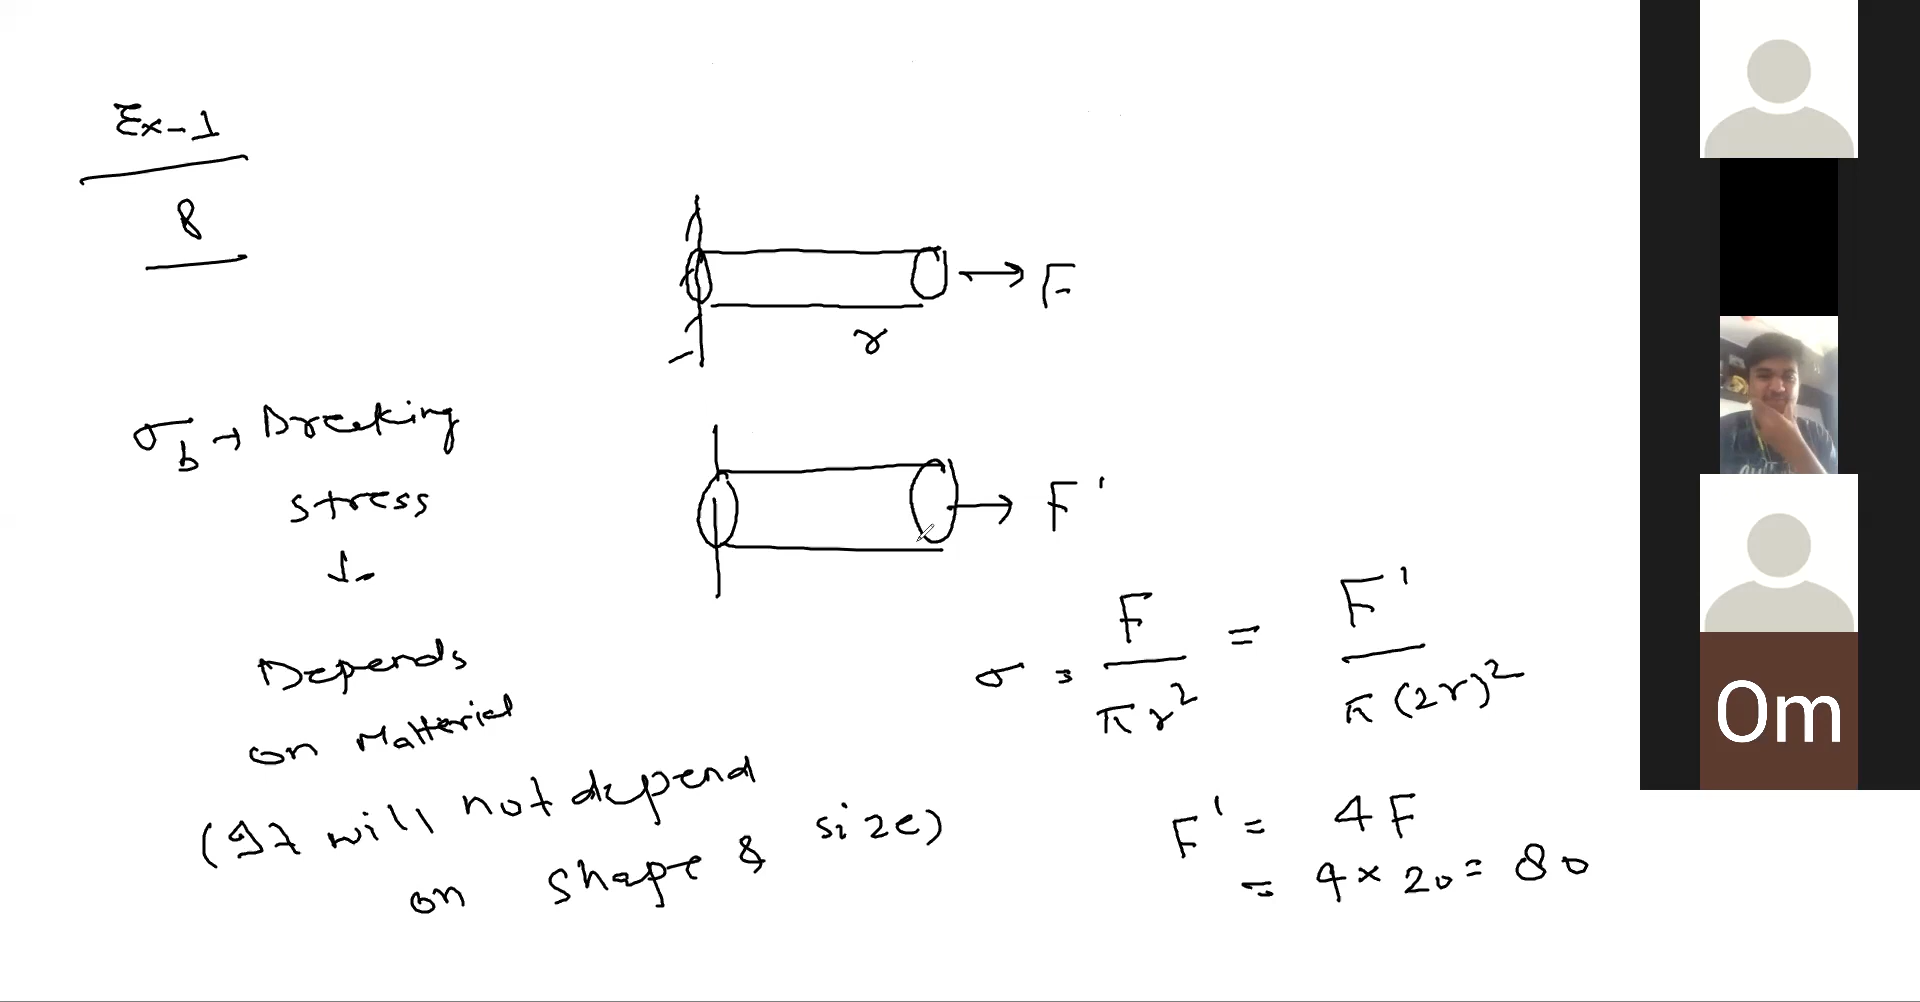 Ex-1
8
F
r
σb → Breaking
stress
F'
Depends
on Matterial
(It will not depend
on shape & size)
σ = F/πr² = F'/π(2r)²
F' = 4F
= 4 × 20 = 80
Om